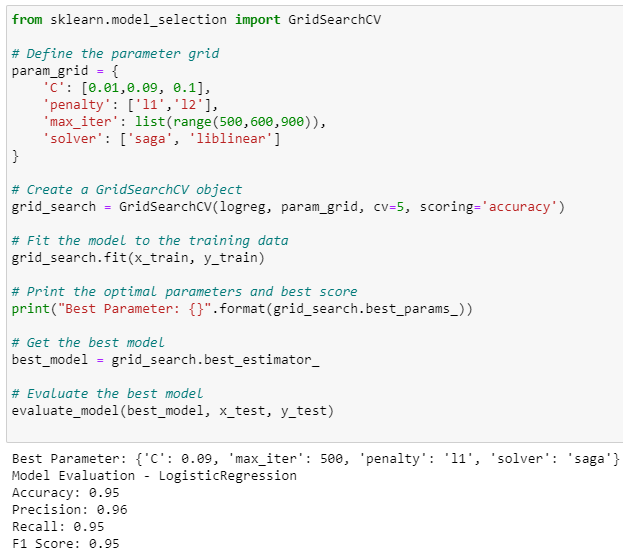 from sklearn.model_selection import GridSearchCV

# Define the parameter grid
param_grid = {
    'C': [0.01,0.09, 0.1],
    'penalty': ['l1','l2'],
    'max_iter': list(range(500,600,900)),
    'solver': ['saga', 'liblinear']
}

# Create a GridSearchCV object
grid_search = GridSearchCV(logreg, param_grid, cv=5, scoring='accuracy')

# Fit the model to the training data
grid_search.fit(x_train, y_train)

# Print the optimal parameters and best score
print("Best Parameter: {}".format(grid_search.best_params_))

# Get the best model
best_model = grid_search.best_estimator_

# Evaluate the best model
evaluate_model(best_model, x_test, y_test)

Best Parameter: {'C': 0.09, 'max_iter': 500, 'penalty': 'l1', 'solver': 'saga'}
Model Evaluation - LogisticRegression
Accuracy: 0.95
Precision: 0.96
Recall: 0.95
F1 Score: 0.95